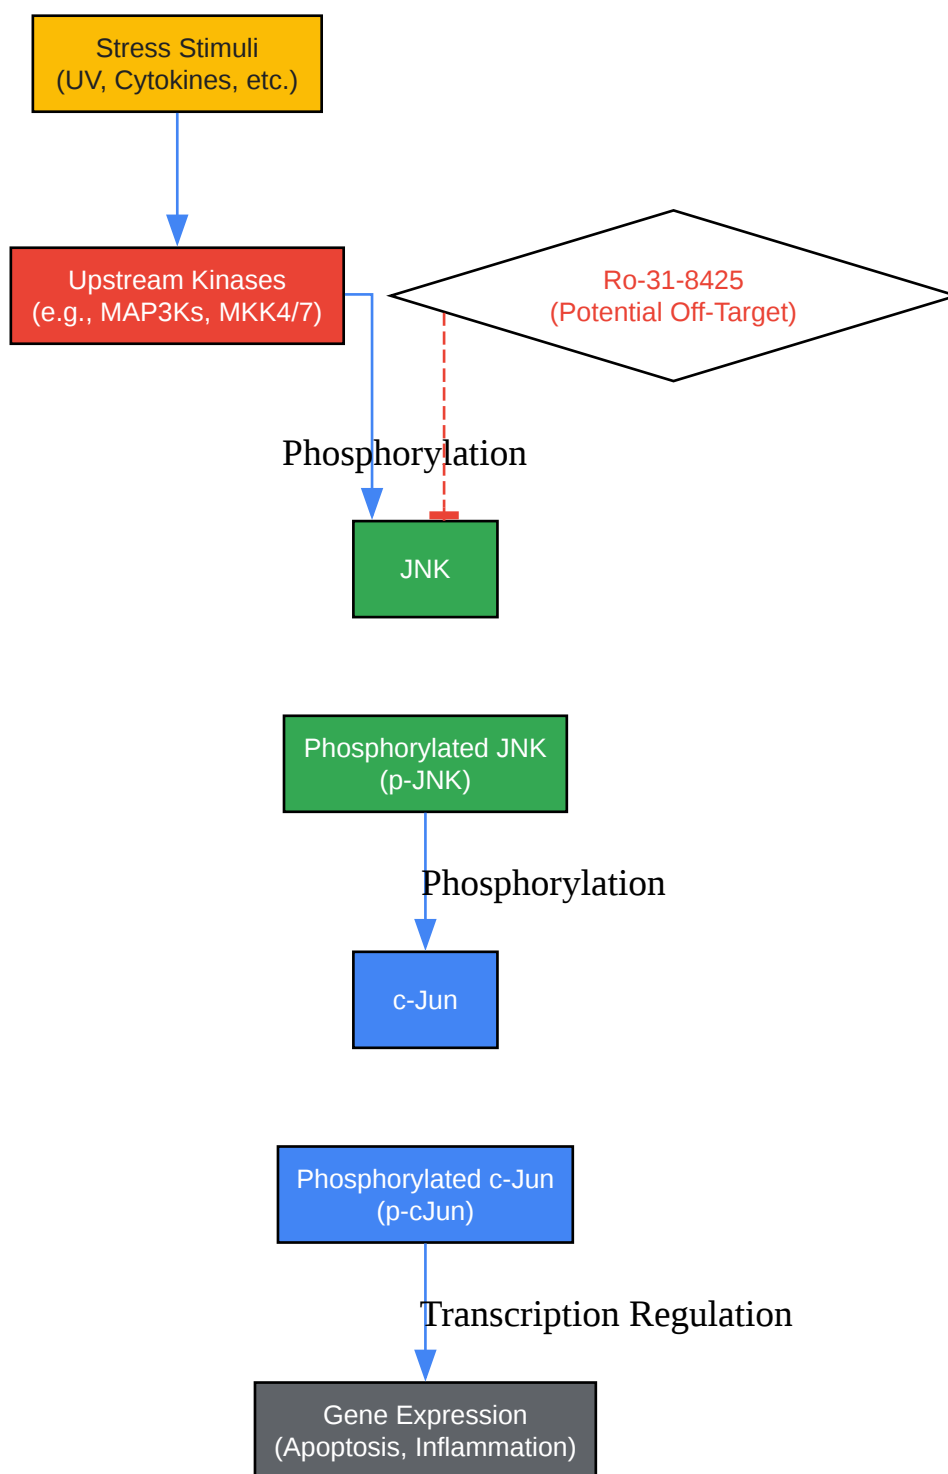 Stress Stimuli
(UV, Cytokines, etc.)
Upstream Kinases
(e.g., MAP3Ks, MKK4/7)
Ro-31-8425
(Potential Off-Target)
Phosphorylation
JNK
Phosphorylated JNK
(p-JNK)
Phosphorylation
c-Jun
Phosphorylated c-Jun
(p-cJun)
Transcription Regulation
Gene Expression
(Apoptosis, Inflammation)